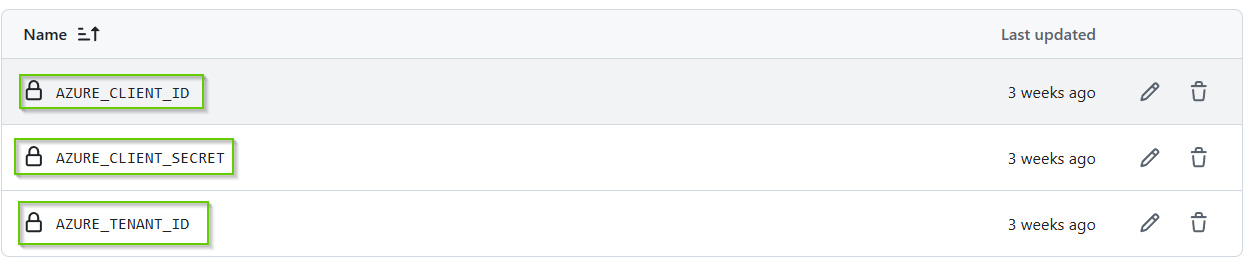 Name Last updated
AZURE_CLIENT_ID 3 weeks ago
AZURE_CLIENT_SECRET 3 weeks ago
AZURE_TENANT_ID 3 weeks ago